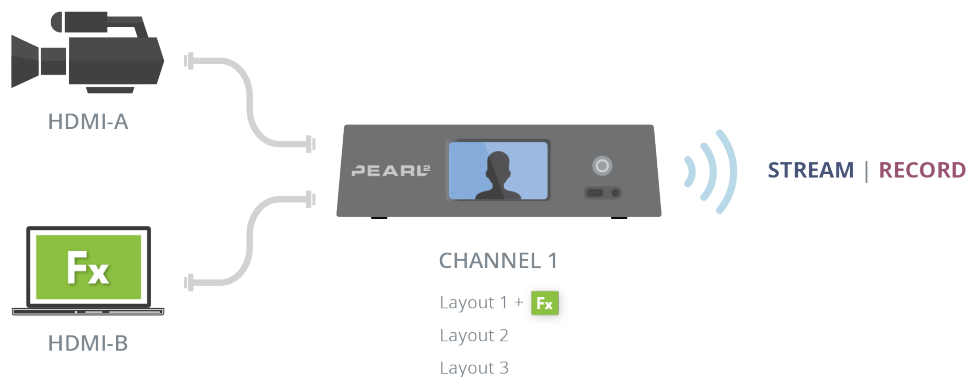 HDMI-A
PEARL2
STREAM | RECORD
Fx
HDMI-B
CHANNEL 1
Layout 1 + Fx
Layout 2
Layout 3